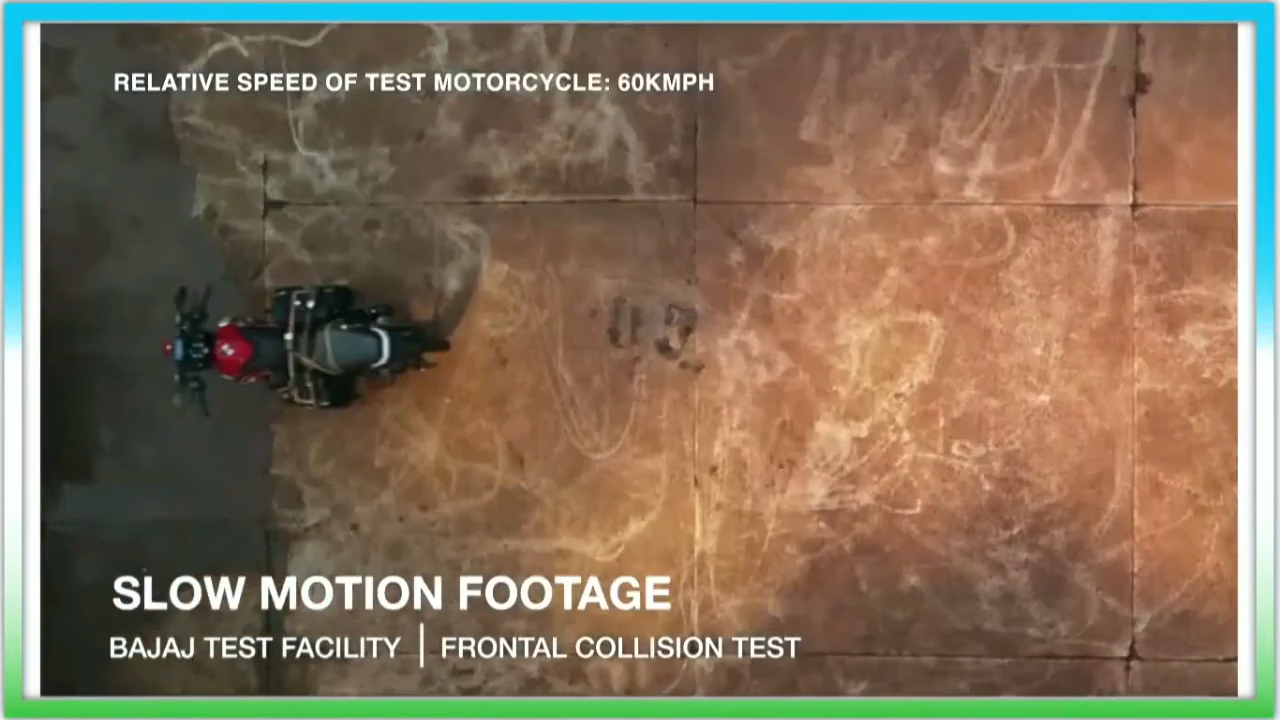 RELATIVE SPEED OF TEST MOTORCYCLE: 60KMPH
SLOW MOTION FOOTAGE
BAJAJ TEST FACILITY | FRONTAL COLLISION TEST